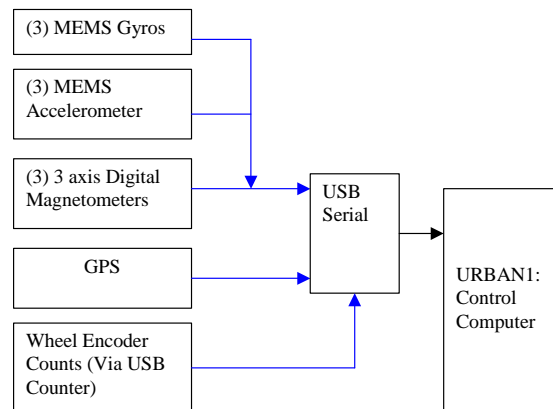 (3) MEMS Gyros
(3) MEMS
Accelerometer
(3) 3 axis Digital
Magnetometers
GPS
Wheel Encoder
Counts (Via USB
Counter)
USB
Serial
URBAN1:
Control
Computer